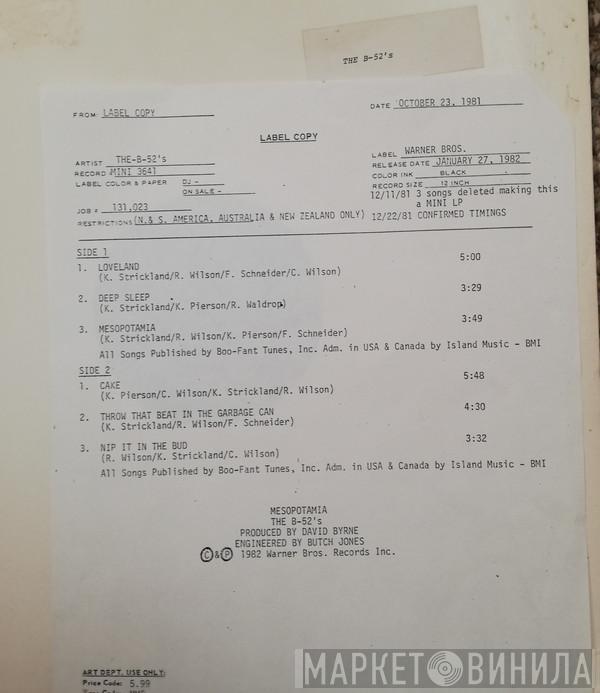 THE B-52's
FROM: LABEL COPY
DATE OCTOBER 23, 1981
LABEL COPY
ARTIST THE-B-52's
RECORD MINI 3641
LABEL COLOR & PAPER DJ -
ON SALE -
JOB # 131,023
LABEL WARNER BROS.
RELEASE DATE JANUARY 27, 1982
COLOR INK BLACK
RECORD SIZE 12 INCH
12/11/81 3 songs deleted making this
a MINI LP
RESTRICTIONS (N.& S. AMERICA, AUSTRALIA & NEW ZEALAND ONLY) 12/22/81 CONFIRMED TIMINGS
SIDE 1
1. LOVELAND 5:00
(K. Strickland/R. Wilson/F. Schneider/C. Wilson)
2. DEEP SLEEP 3:29
(K. Strickland/K. Pierson/R. Waldrop)
3. MESOPOTAMIA 3:49
(K. Strickland/R. Wilson/K. Pierson/F. Schneider)
All Songs Published by Boo-Fant Tunes, Inc. Adm. in USA & Canada by Island Music - BMI
SIDE 2
1. CAKE 5:48
(K. Pierson/C. Wilson/K. Strickland/R. Wilson)
2. THROW THAT BEAT IN THE GARBAGE CAN 4:30
(K. Strickland/R. Wilson/F. Schneider)
3. NIP IT IN THE BUD 3:32
(R. Wilson/K. Strickland/C. Wilson)
All Songs Published by Boo-Fant Tunes, Inc. Adm. in USA & Canada by Island Music - BMI
MESOPOTAMIA
THE B-52's
PRODUCED BY DAVID BYRNE
ENGINEERED BY BUTCH JONES
©&℗ 1982 Warner Bros. Records Inc.
ART DEPT. USE ONLY:
Price Code: 5.99
МАРКЕТ ВИНИЛА